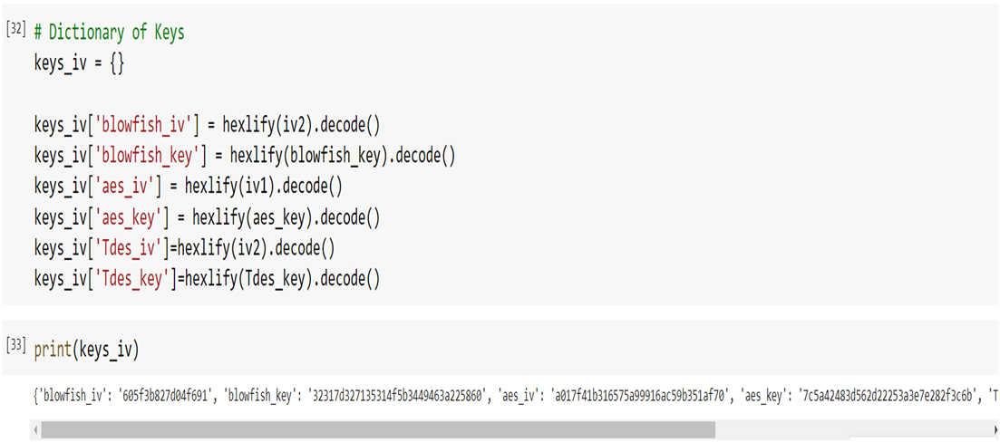 [32] # Dictionary of Keys
keys_iv = {}
keys_iv['blowfish_iv'] = hexlify(iv2).decode()
keys_iv['blowfish_key'] = hexlify(blowfish_key).decode()
keys_iv['aes_iv'] = hexlify(iv1).decode()
keys_iv['aes_key'] = hexlify(aes_key).decode()
keys_iv['Tdes_iv']=hexlify(iv2).decode()
keys_iv['Tdes_key']=hexlify(Tdes_key).decode()
[33] print(keys_iv)
{'blowfish_iv': '605f3b827d04f691', 'blowfish_key': '32317d327135314f5b3449463a225860', 'aes_iv': 'a017f41b316575a99916ac59b351af70', 'aes_key': '7c5a42483d562d22253a3e7e282f3c6b', 'T